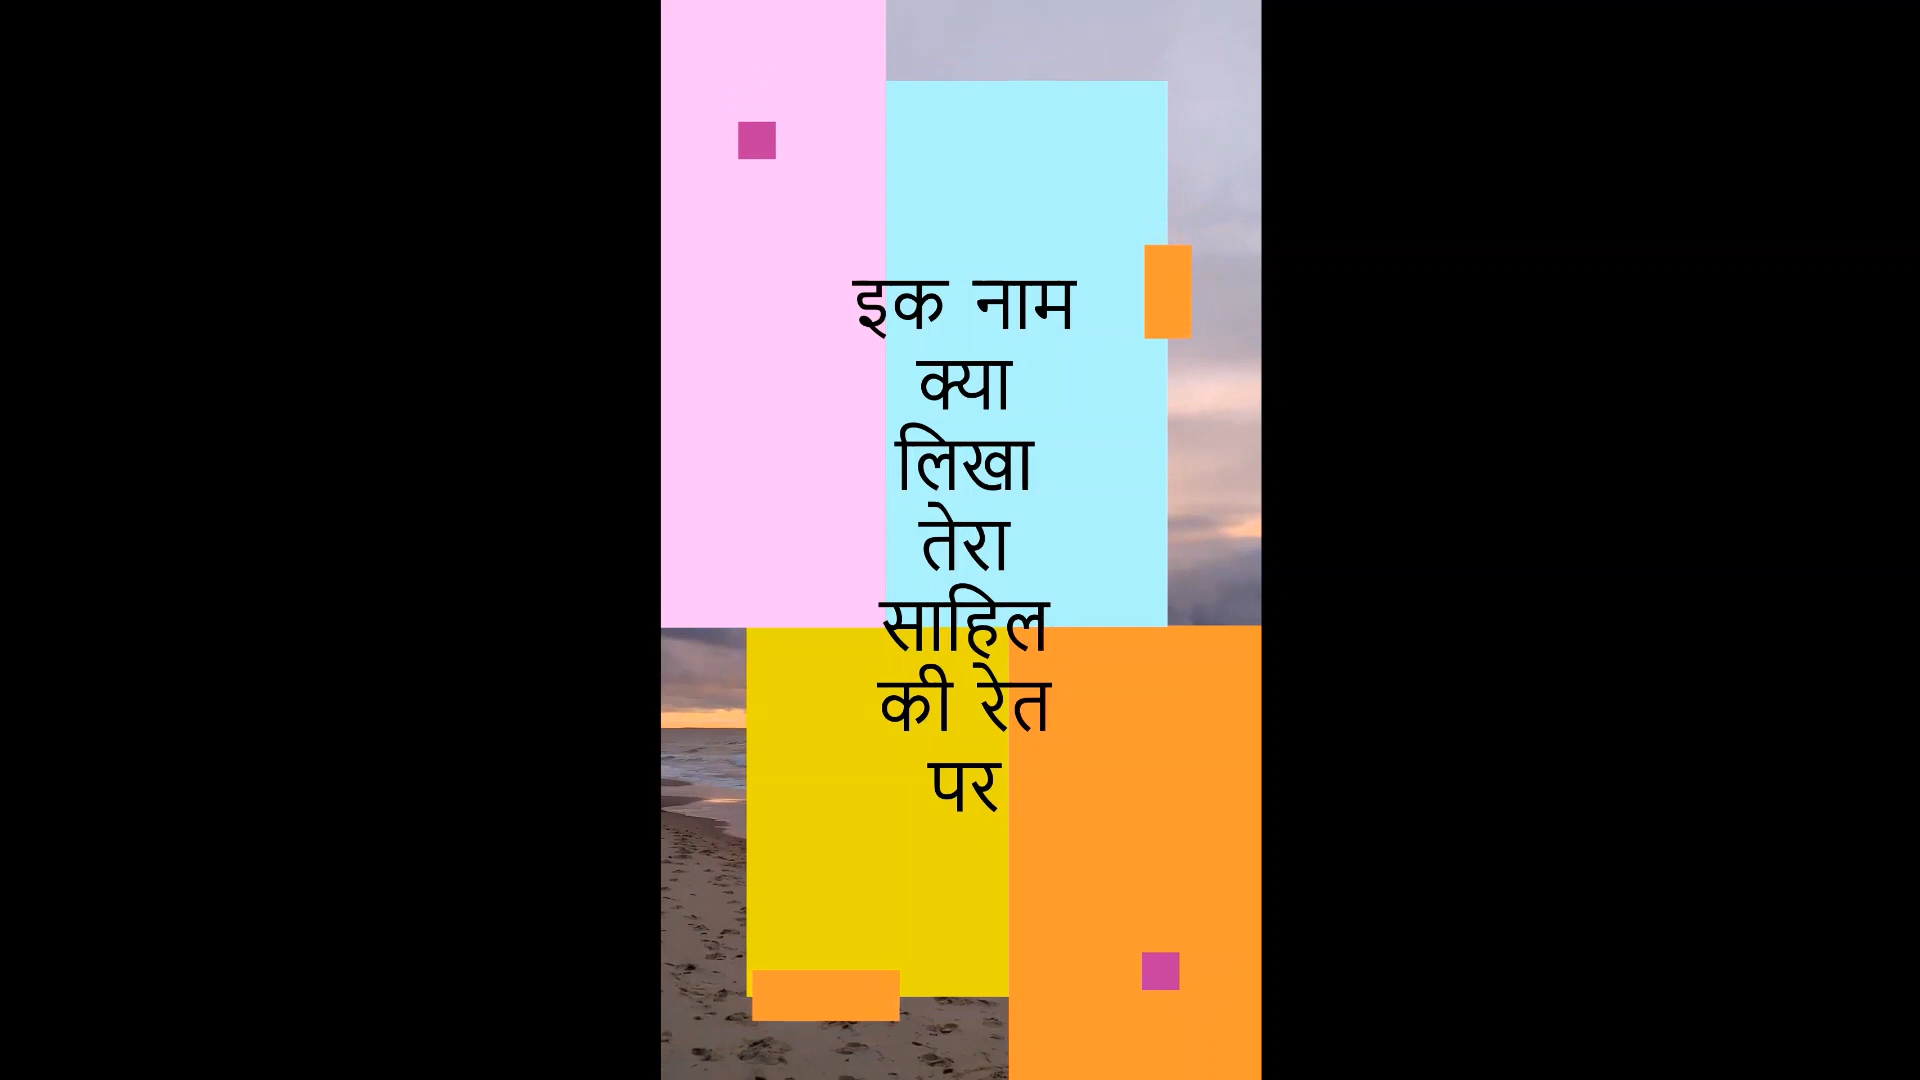 इक नाम
क्या
लिखा
तेरा
साहिल
की रेत
पर